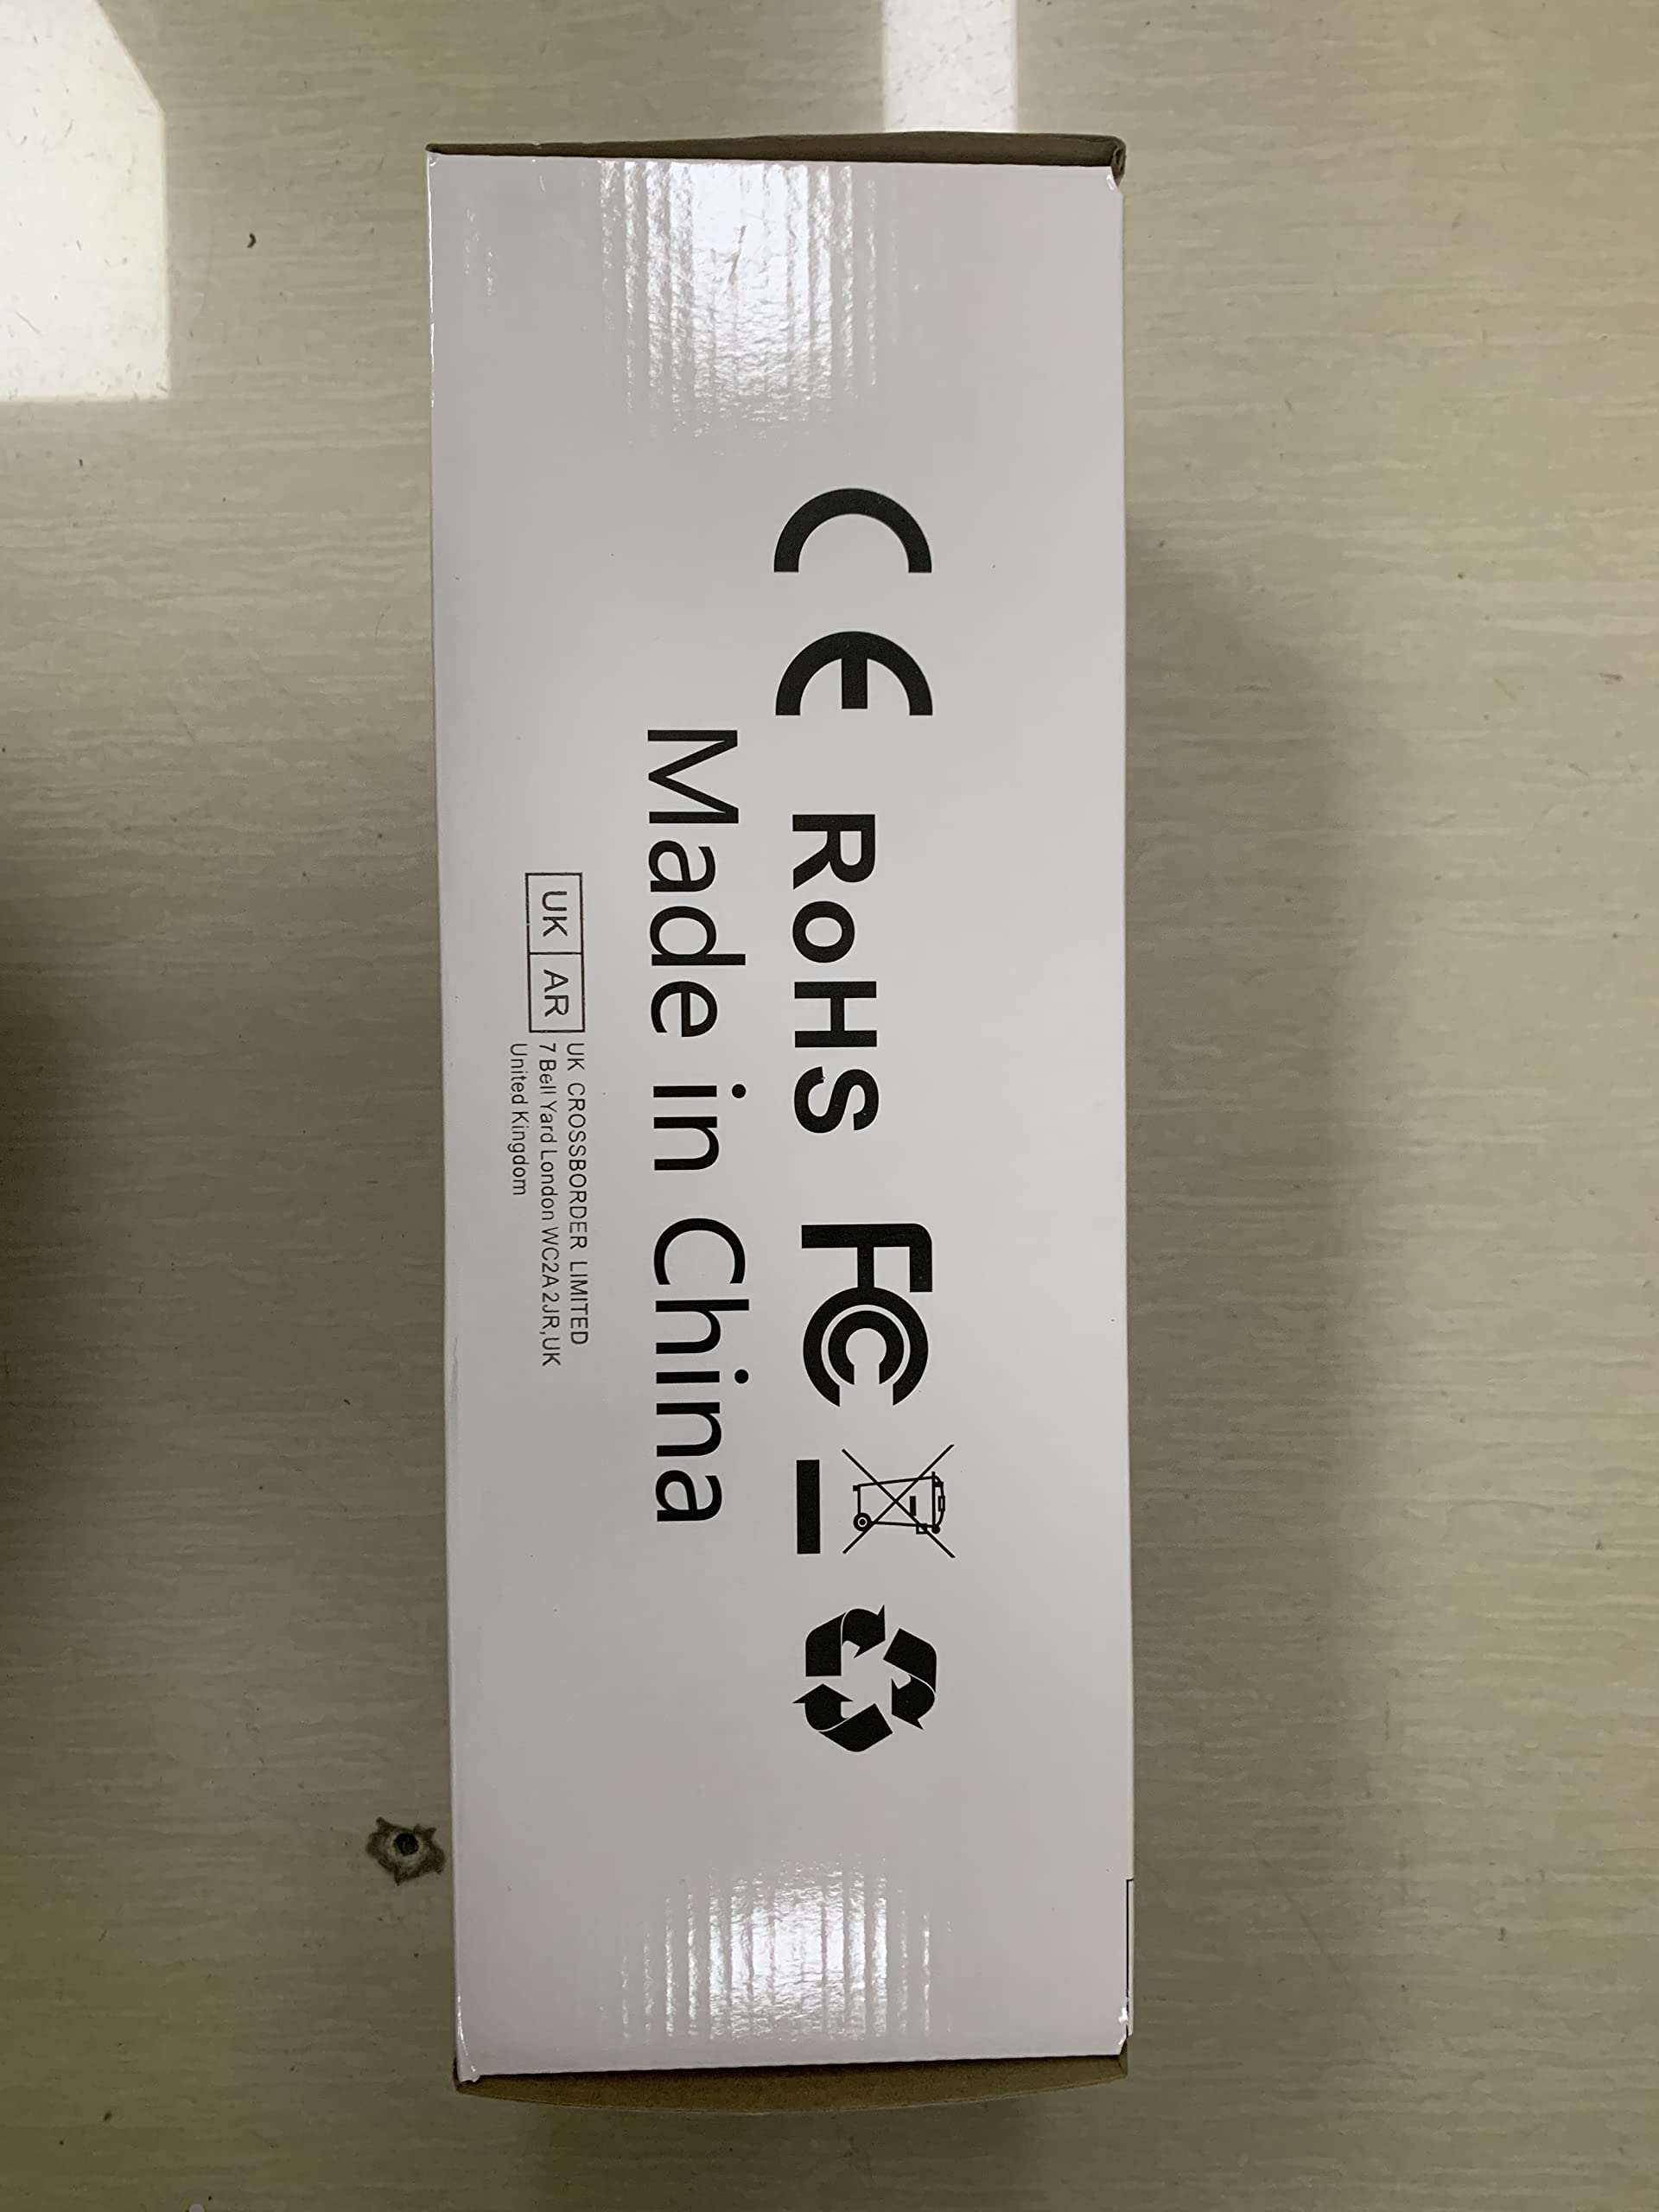 CE RoHS FC
Made in China
UK AR
UK CROSSBORDER LIMITED
7 Bell Yard London WC2A 2JR,UK
United Kingdom